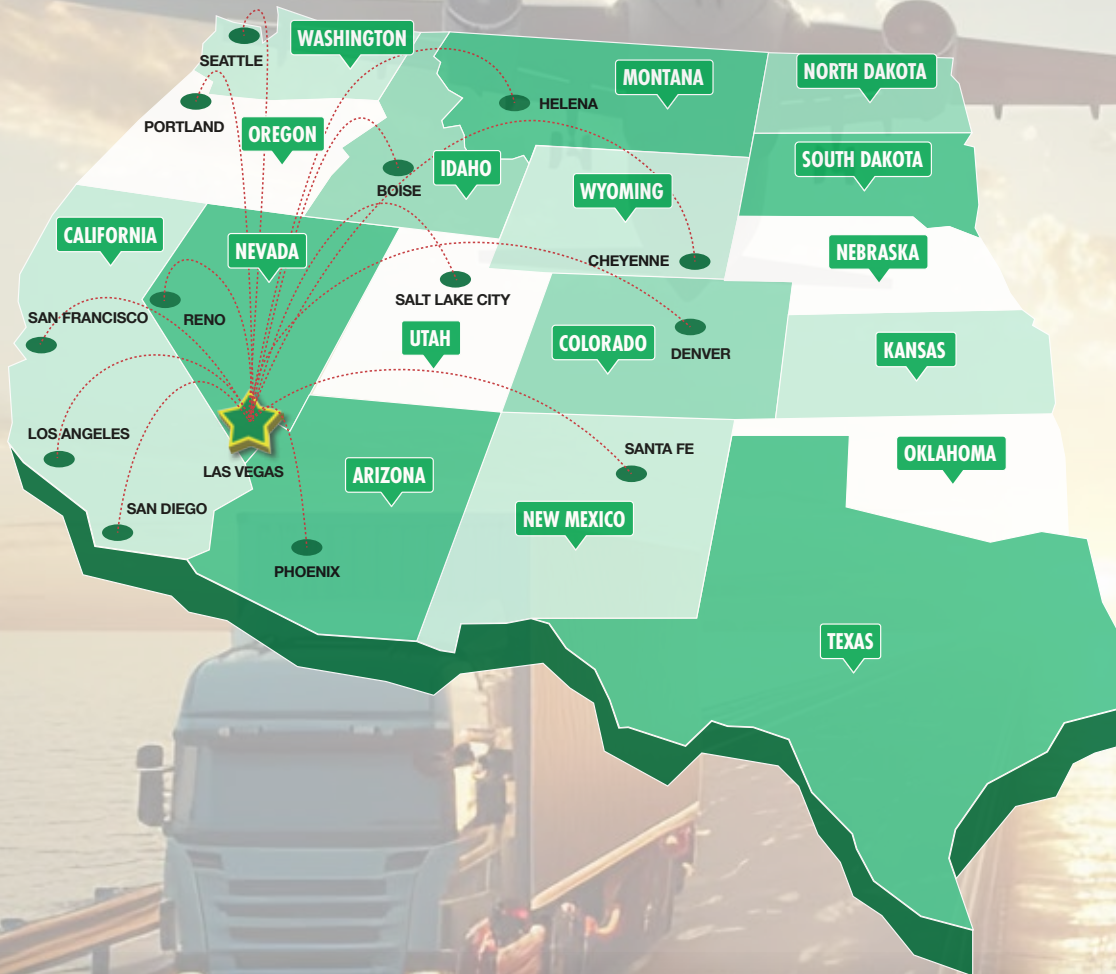 WASHINGTON
SEATTLE
MONTANA
NORTH DAKOTA
HELENA
PORTLAND
OREGON
SOUTH DAKOTA
IDAHO
BOISE
WYOMING
CALIFORNIA
NEVADA
NEBRASKA
CHEYENNE
SALT LAKE CITY
SAN FRANCISCO
RENO
UTAH
COLORADO
DENVER
KANSAS
LOS ANGELES
SANTA FE
OKLAHOMA
LAS VEGAS
ARIZONA
SAN DIEGO
NEW MEXICO
PHOENIX
TEXAS